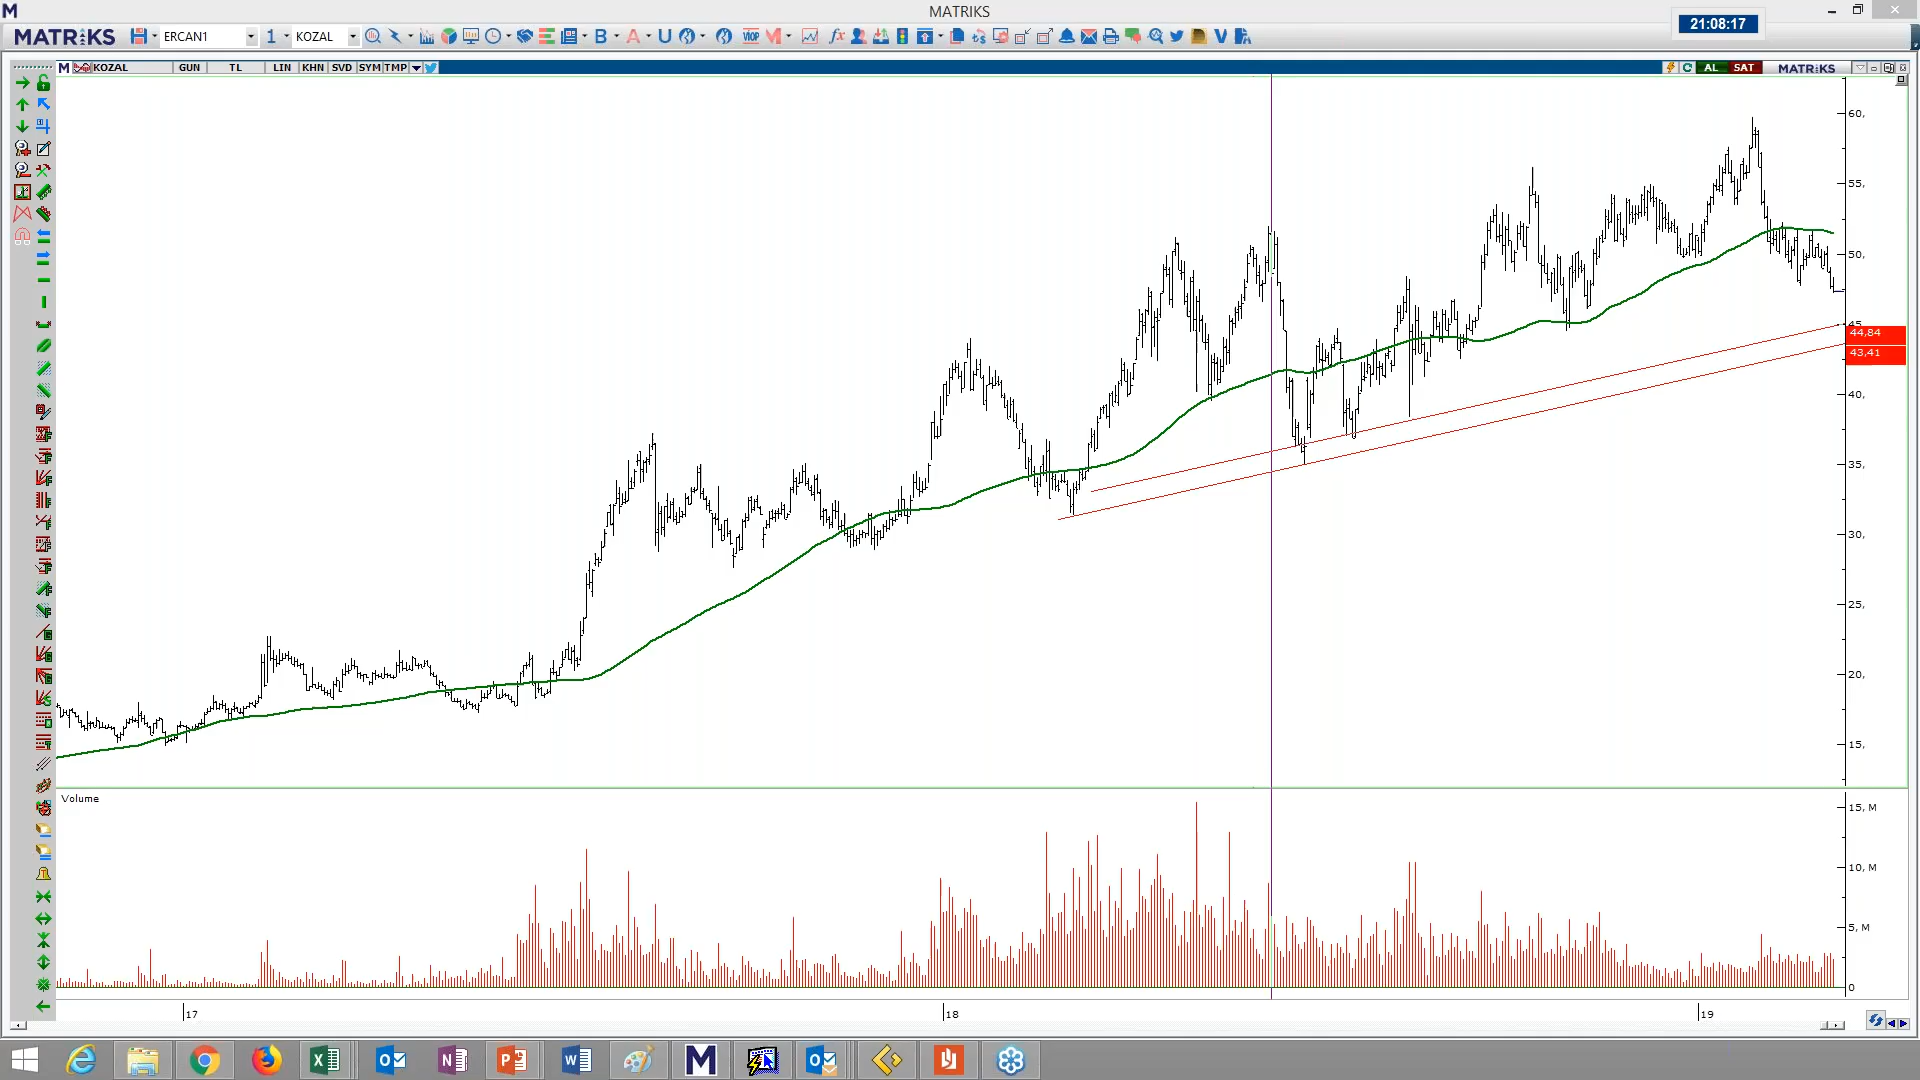 MATRIKS
21:08:17
MATRIKS ERCAN1 1 KOZAL B A U VIOP M fx V
M KOZAL GUN TL LIN KHN SVD SYM TMP AL SAT MATRIKS
60,
55,
50,
45,
44,84
43,41
40,
35,
30,
25,
20,
15,
Volume
15, M
10, M
5, M
0
17 18 19